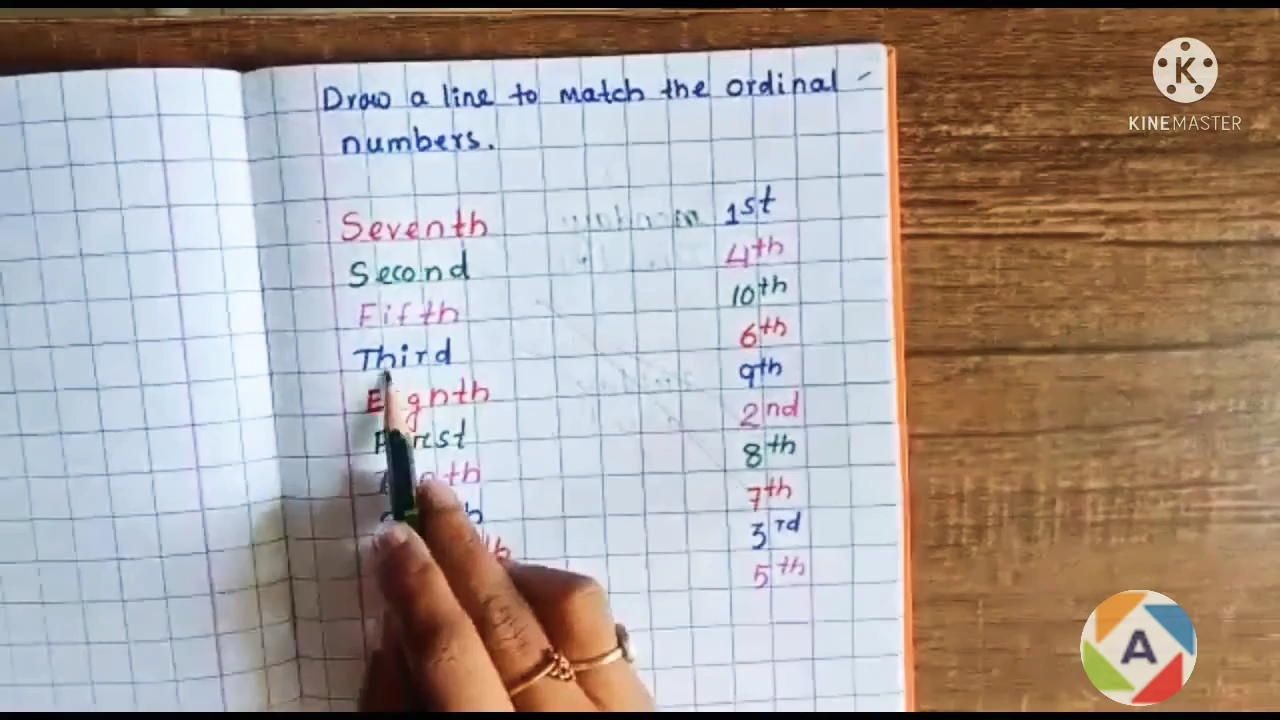 Draw a line to match the ordinal -
numbers.
Seventh 1st
Second 4th
Fifth 10th
Third 6th
Eighth 9th
2nd
8th
7th
3rd
5th
K
KINEMASTER
A